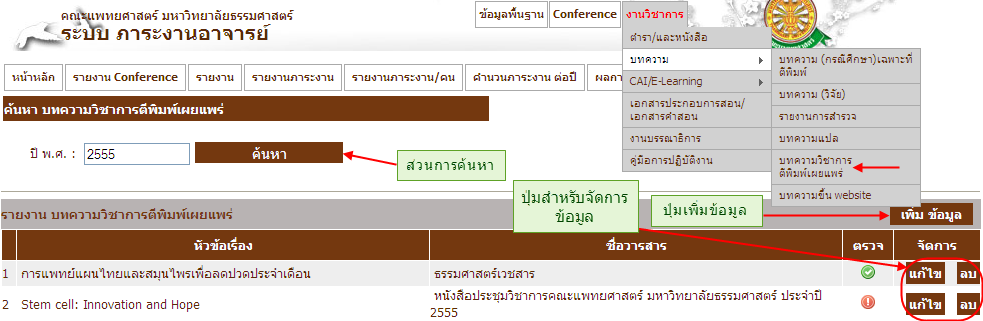 คณะแพทยศาสตร์ มหาวิทยาลัยธรรมศาสตร์
ระบบ ภาระงานอาจารย์
ข้อมูลพื้นฐาน Conference งานวิชาการ
ตำรา/และหนังสือ
บทความ
CAI/E-Learning
เอกสารประกอบการสอน/
เอกสารคำสอน
งานบรรณาธิการ
คู่มือการปฏิบัติงาน
บทความ (กรณีศึกษา)เฉพาะที่
ตีพิมพ์
บทความ (วิจัย)
รายงานการสำรวจ
บทความแปล
บทความวิชาการ
ตีพิมพ์เผยแพร่
บทความขึ้น website
หน้าหลัก รายงาน Conference รายงาน รายงานภาระงาน รายงานภาระงาน/คน คำนวนภาระงาน ต่อปี ผลกา
ค้นหา บทความวิชาการตีพิมพ์เผยแพร่
ปี พ.ศ. : 2555 ค้นหา
ส่วนการค้นหา
ปุ่มสำหรับจัดการ
ข้อมูล
ปุ่มเพิ่มข้อมูล
รายงาน บทความวิชาการตีพิมพ์เผยแพร่ เพิ่ม ข้อมูล
หัวข้อเรื่อง ชื่อวารสาร ตรวจ จัดการ
1 การแพทย์แผนไทยและสมุนไพรเพื่อลดปวดประจำเดือน ธรรมศาสตร์เวชสาร แก้ไข ลบ
2 Stem cell: Innovation and Hope หนังสือประชุมวิชาการคณะแพทยศาสตร์ มหาวิทยาลัยธรรมศาสตร์ ประจำปี
2555 แก้ไข ลบ